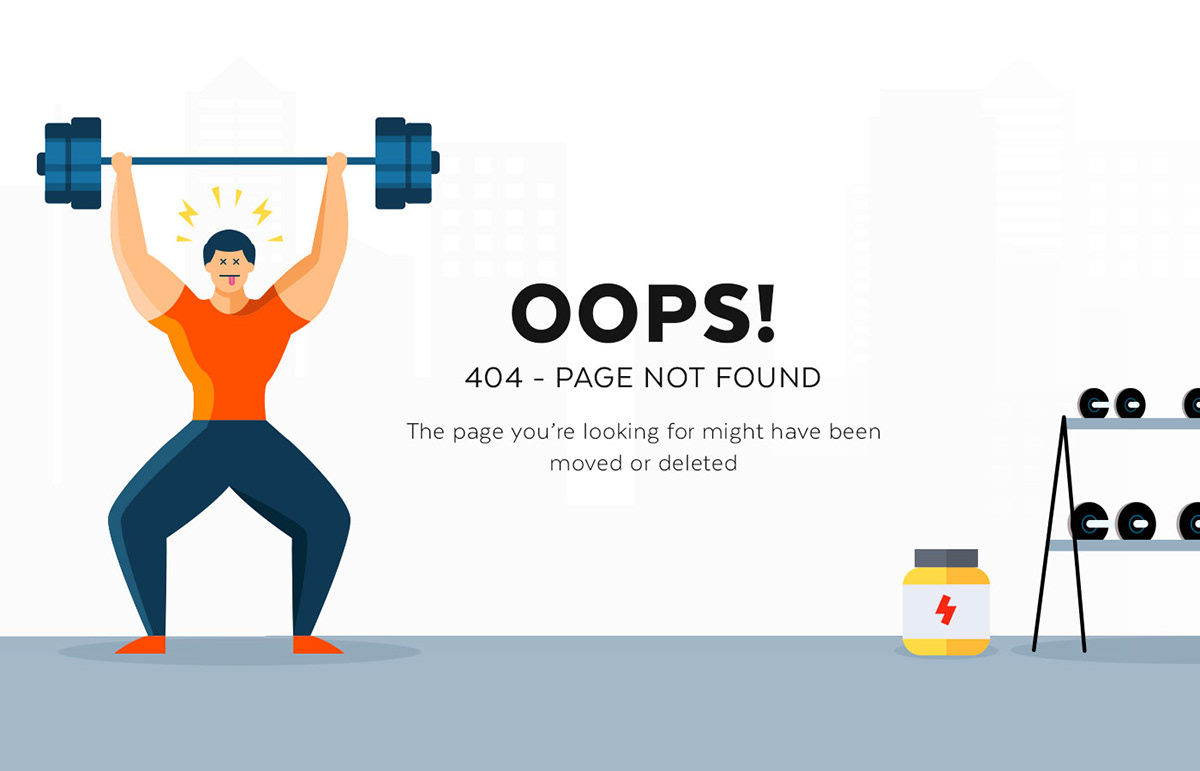 OOPS!
404 - PAGE NOT FOUND
The page you’re looking for might have been
moved or deleted